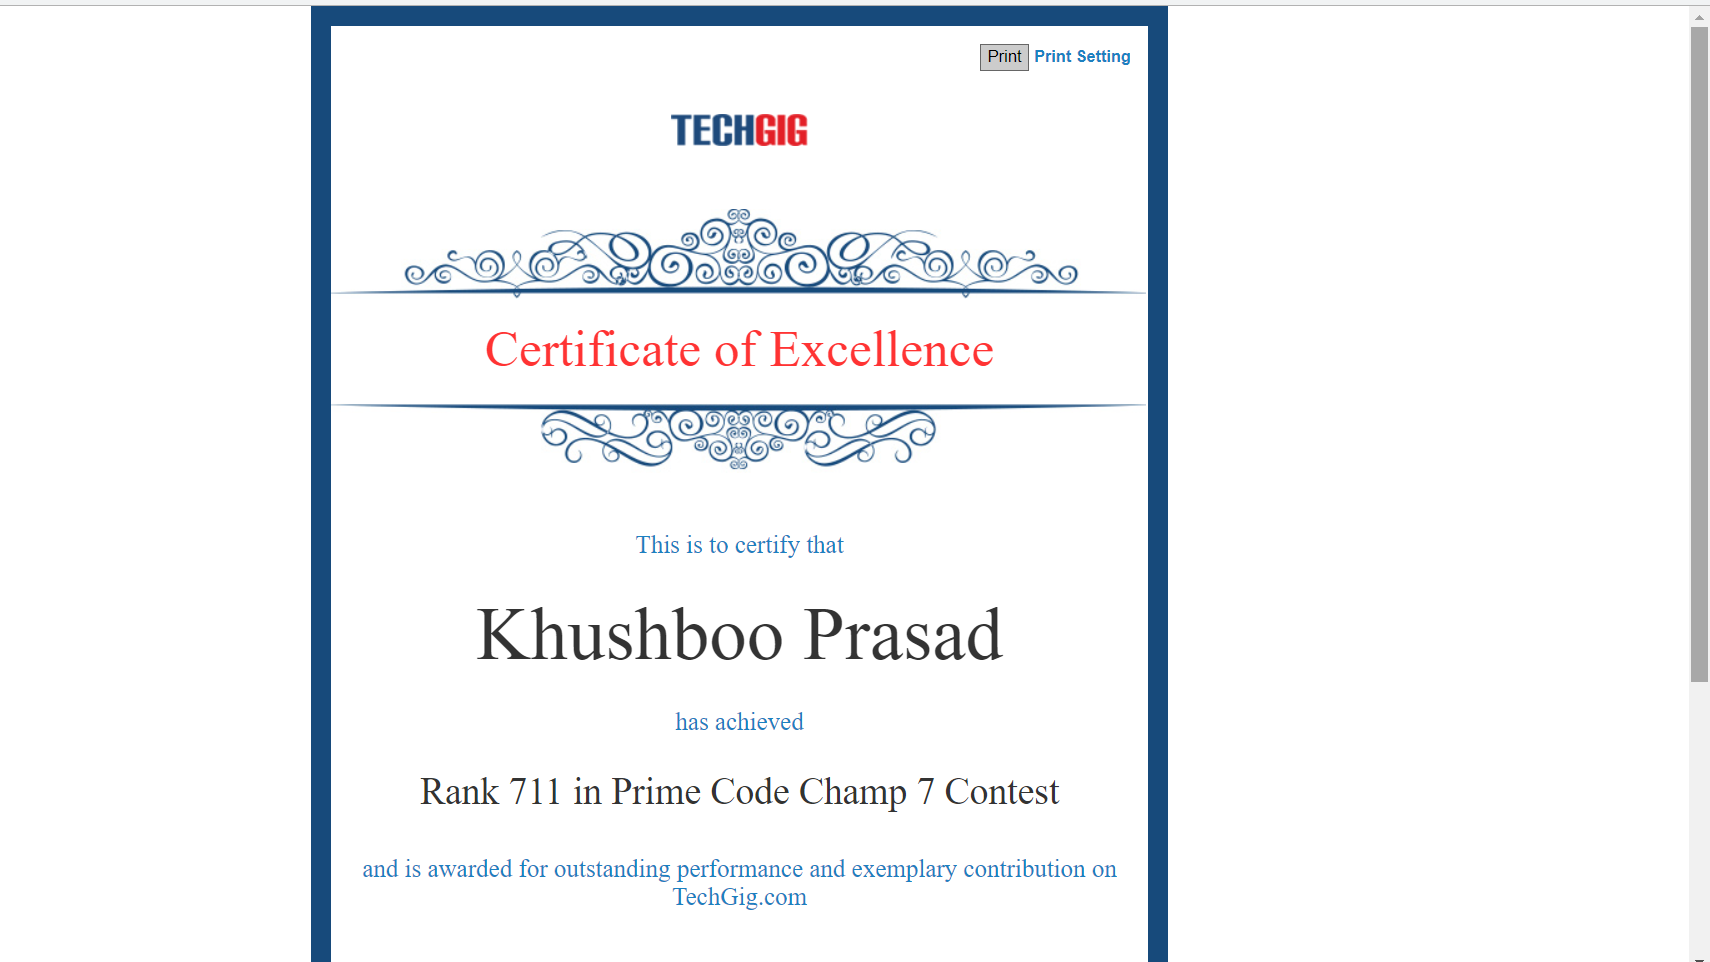 Print Print Setting
TECHGIG
Certificate of Excellence
This is to certify that
Khushboo Prasad
has achieved
Rank 711 in Prime Code Champ 7 Contest
and is awarded for outstanding performance and exemplary contribution on
TechGig.com